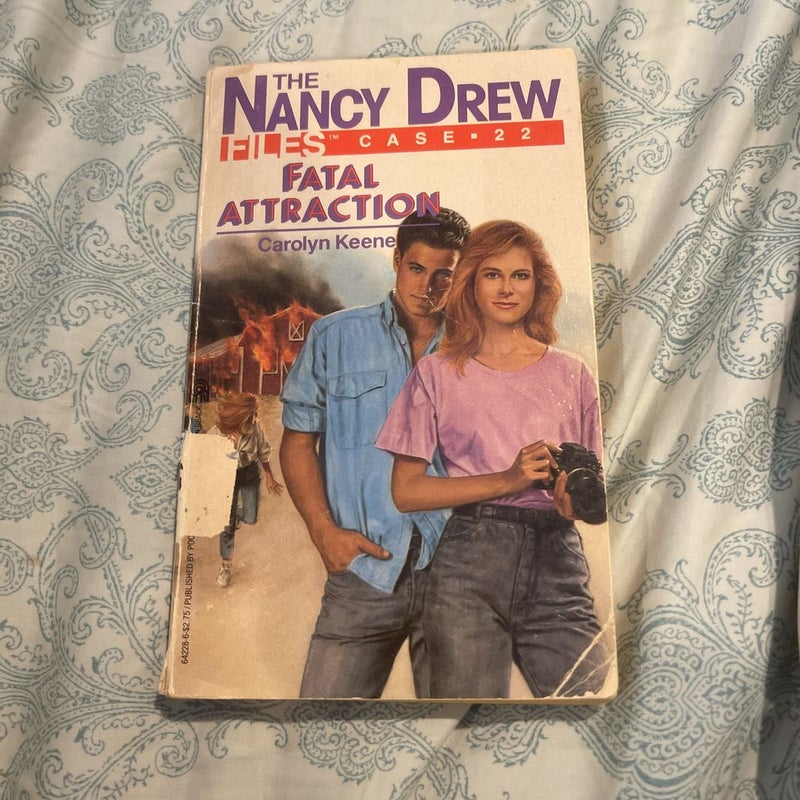 THE
NANCY DREW
FILES™ CASE ▪ 22
FATAL
ATTRACTION
Carolyn Keene
64228-6·$2.75 / PUBLISHED BY